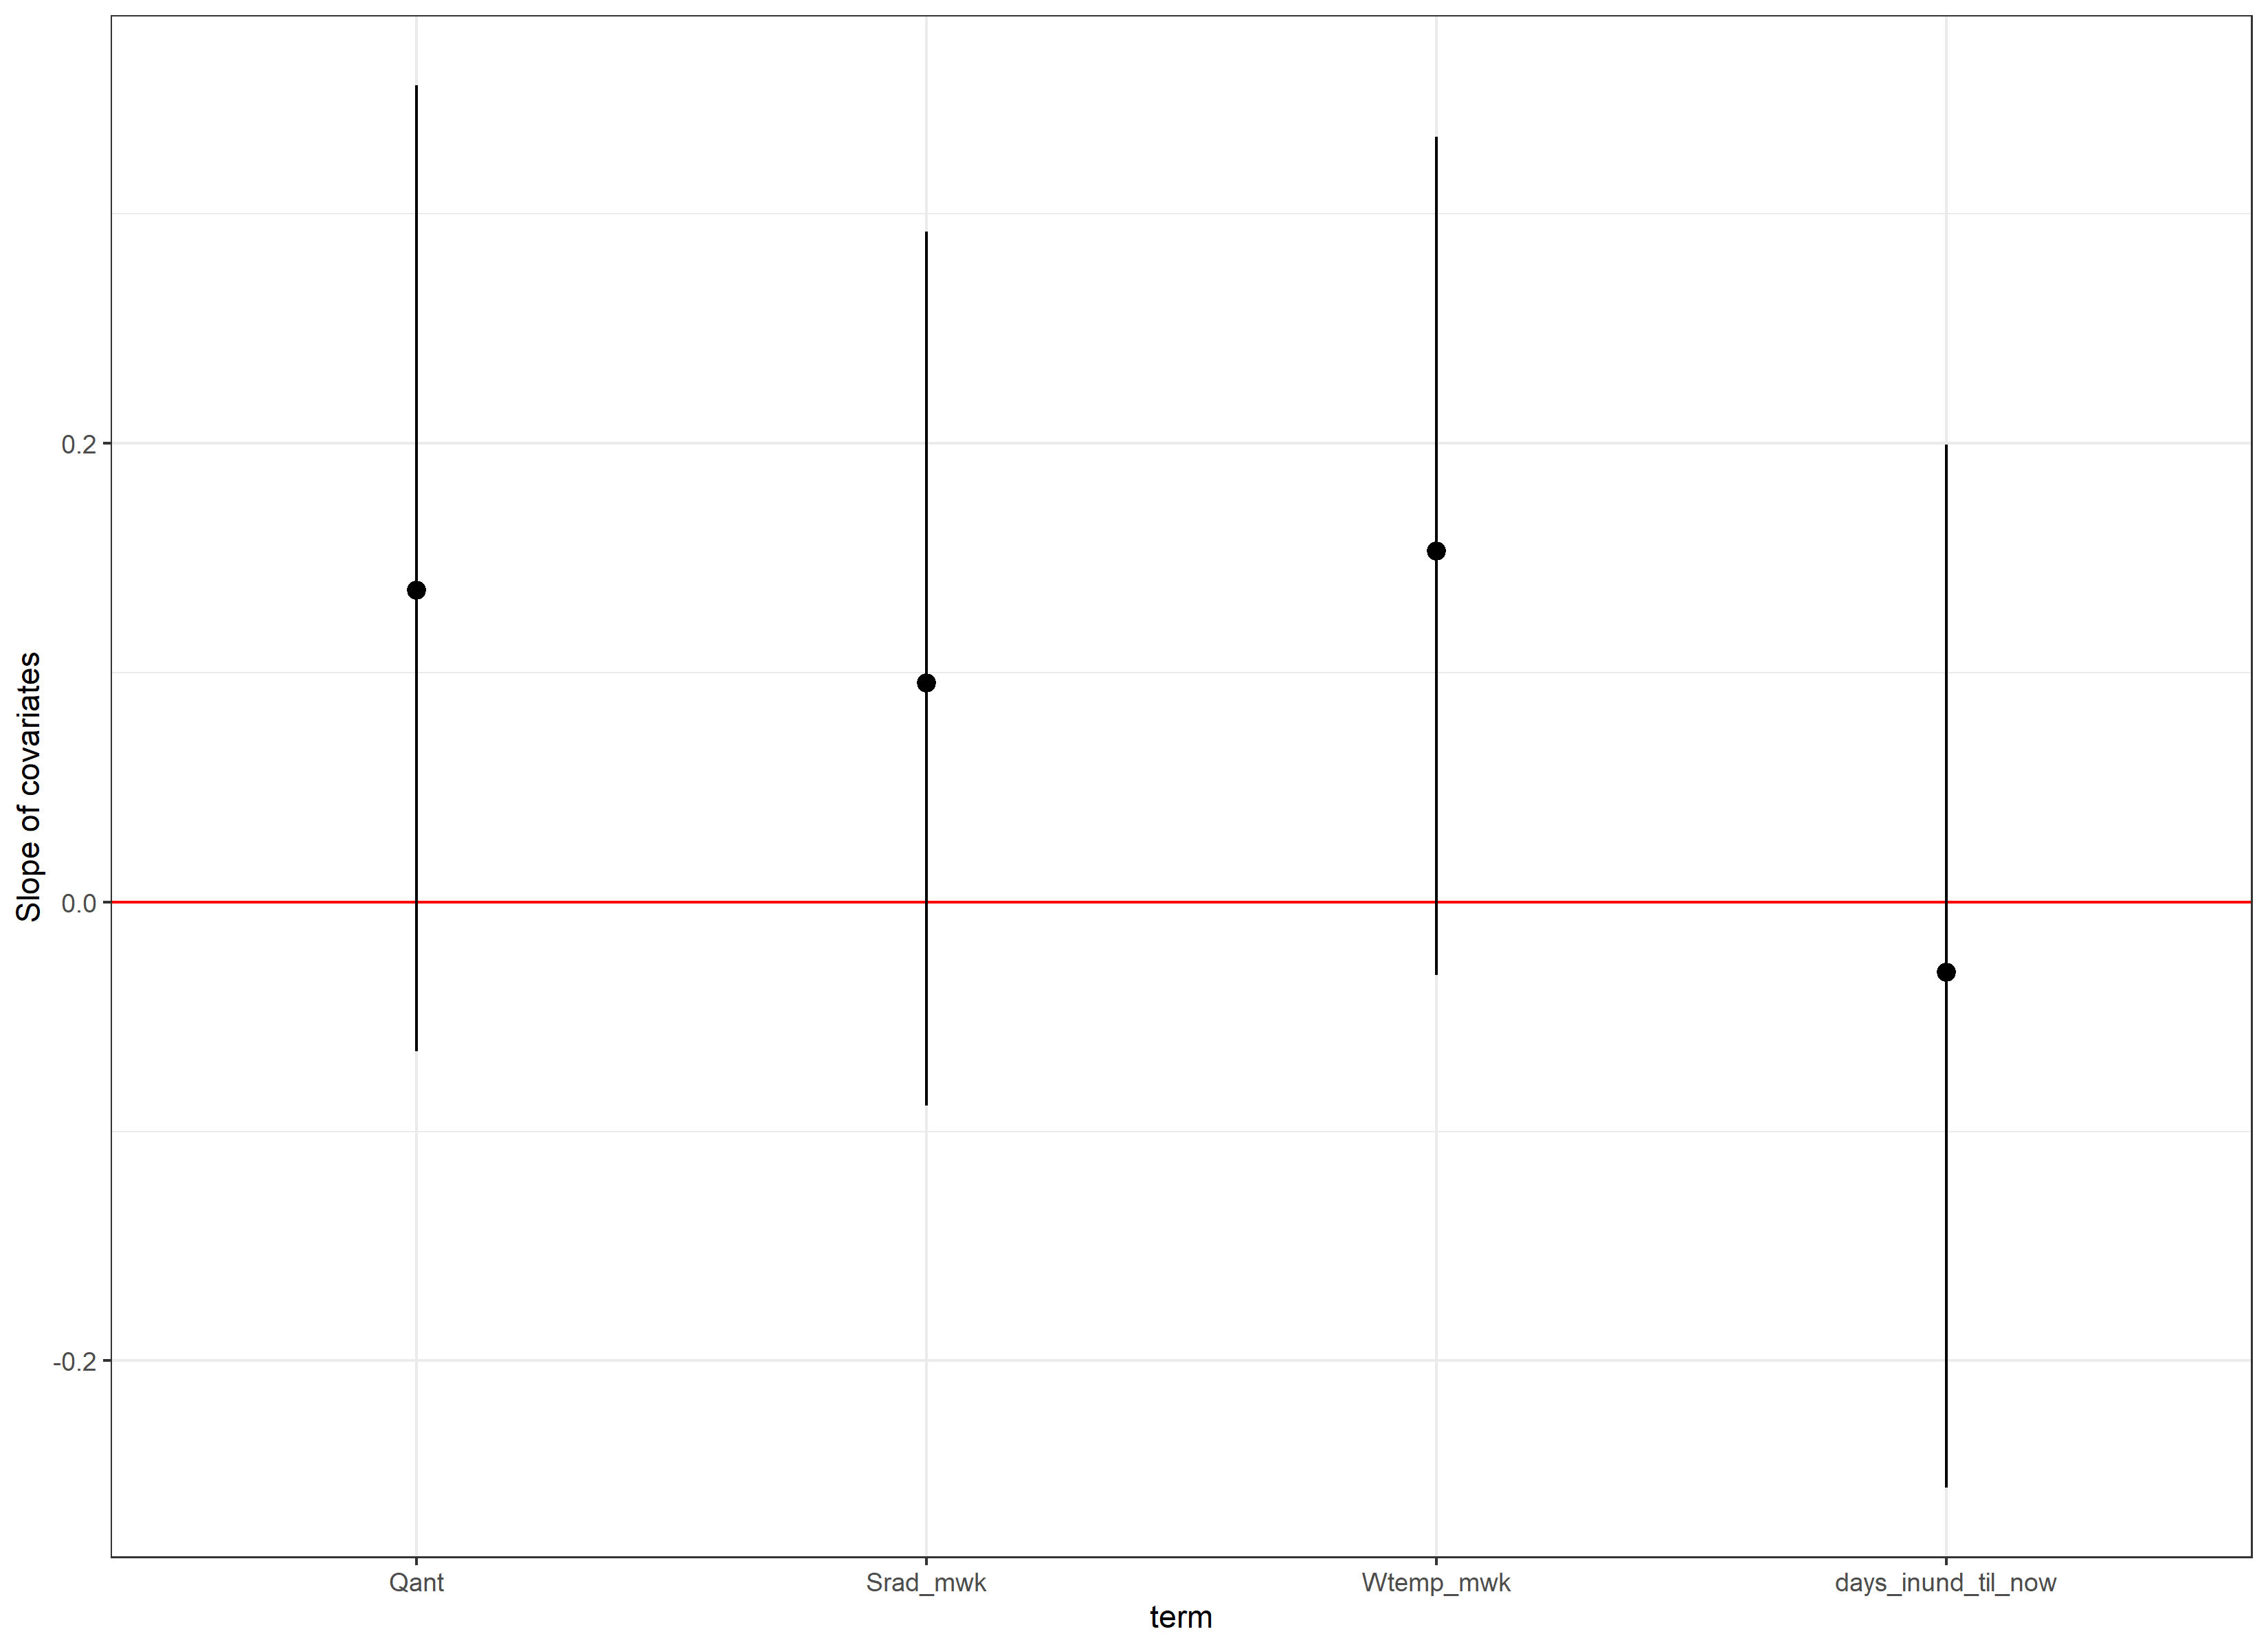 Slope of covariates
0.2
0.0
-0.2
Qant Srad_mwk Wtemp_mwk days_inund_til_now
term